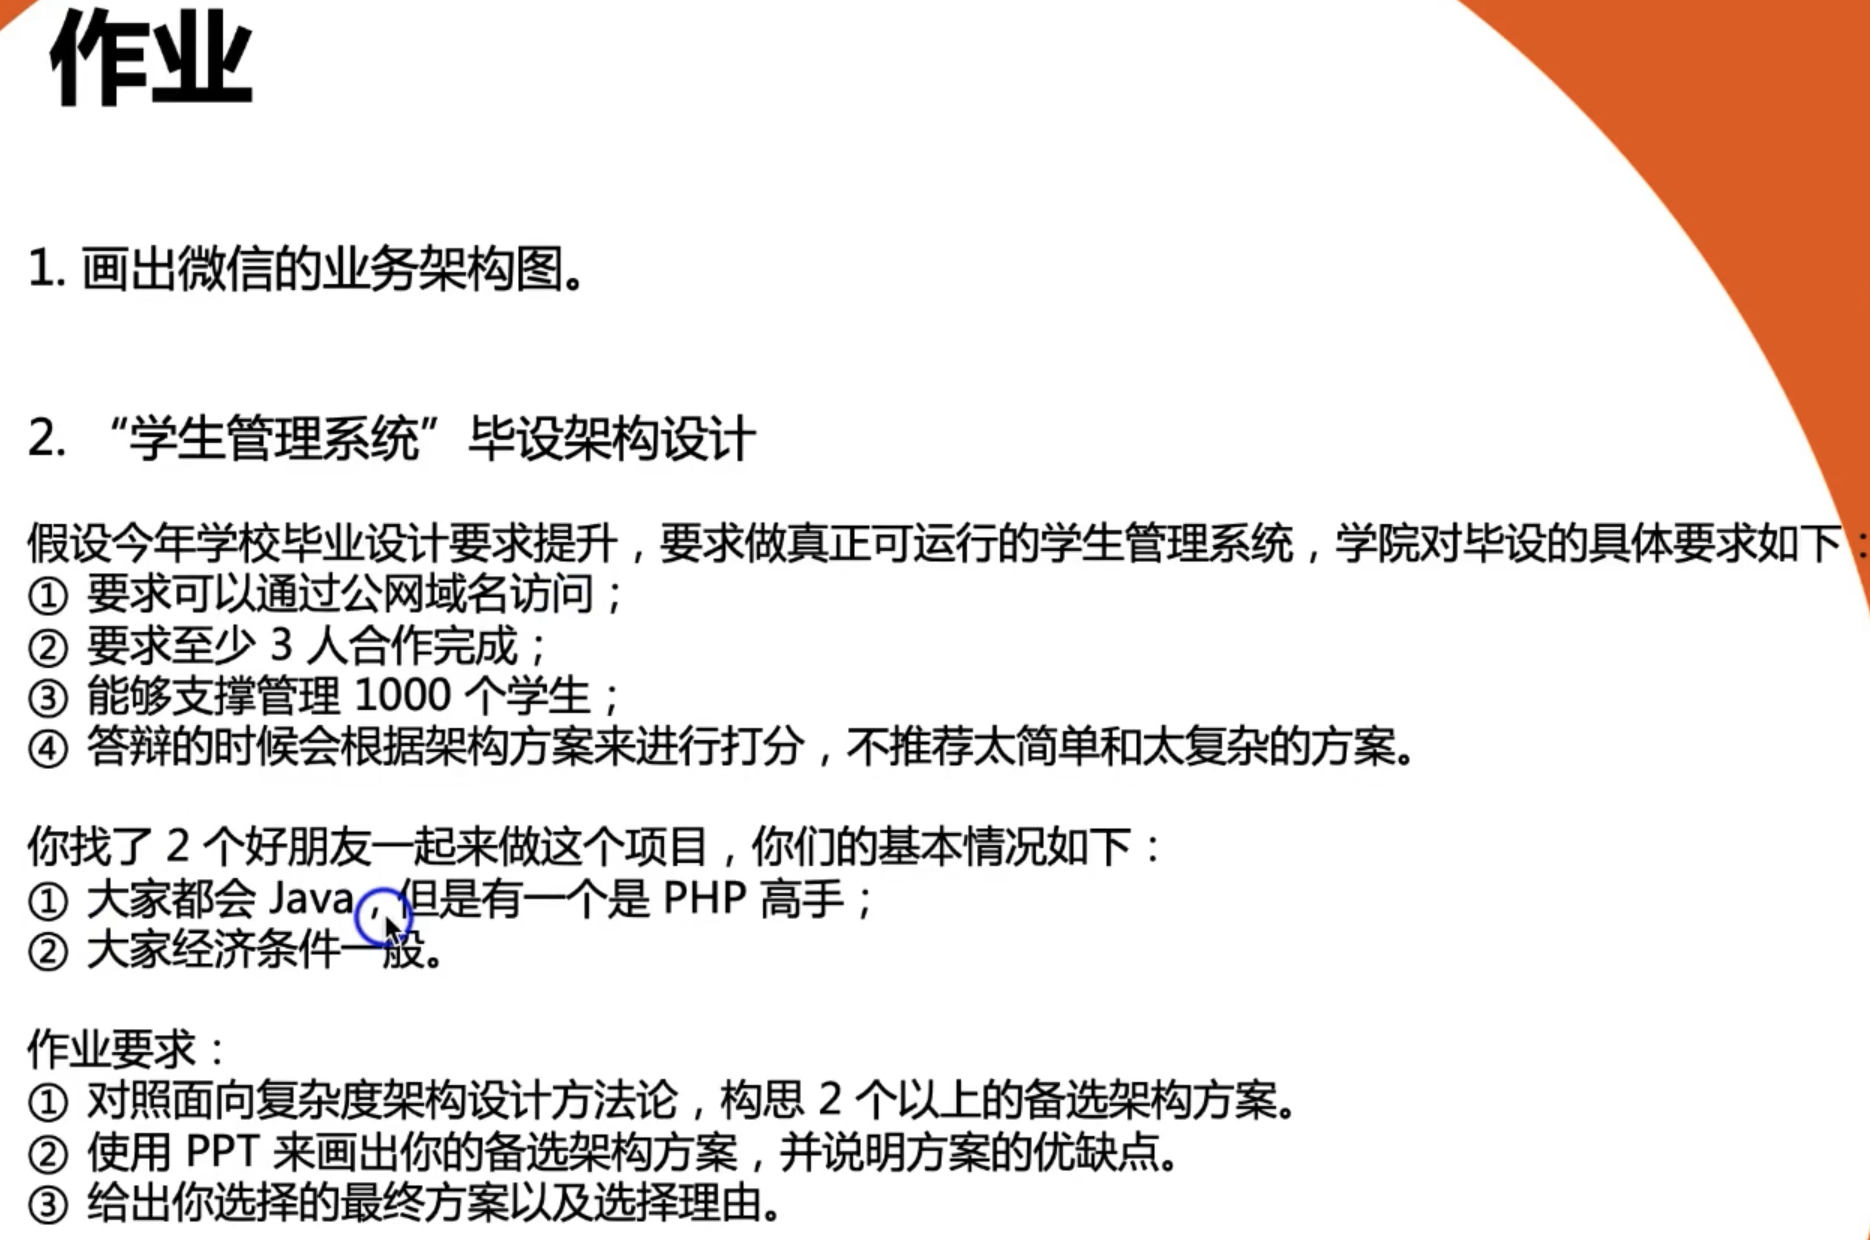 作业
1. 画出微信的业务架构图。
2. “学生管理系统”毕设架构设计
假设今年学校毕业设计要求提升，要求做真正可运行的学生管理系统，学院对毕设的具体要求如下：
① 要求可以通过公网域名访问；
② 要求至少 3 人合作完成；
③ 能够支撑管理 1000 个学生；
④ 答辩的时候会根据架构方案来进行打分，不推荐太简单和太复杂的方案。
你找了 2 个好朋友一起来做这个项目，你们的基本情况如下：
① 大家都会 Java，但是有一个是 PHP 高手；
② 大家经济条件一般。
作业要求：
① 对照面向复杂度架构设计方法论，构思 2 个以上的备选架构方案。
② 使用 PPT 来画出你的备选架构方案，并说明方案的优缺点。
③ 给出你选择的最终方案以及选择理由。